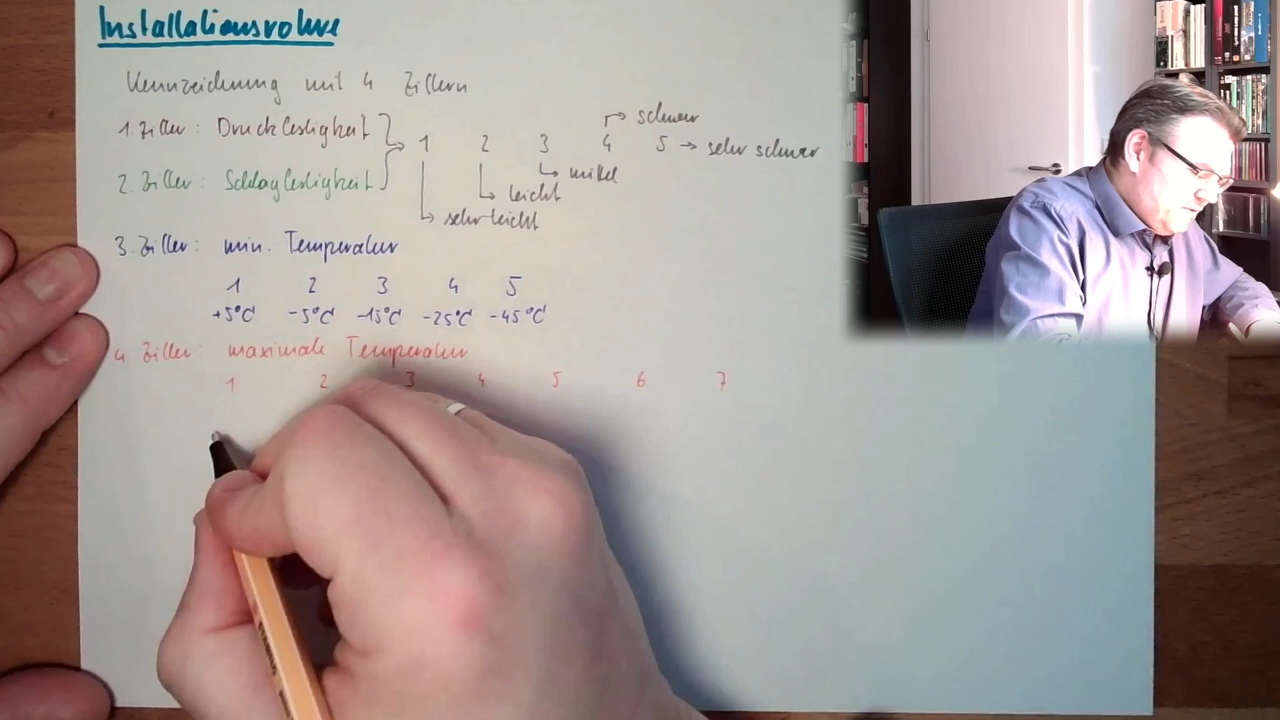 Installationsrohre
Kennzeichnung mit 4 Ziffern
1. Ziffer: Druckfestigkeit
2. Ziffer: Schlagfestigkeit
1 2 3 4 5 → sehr schwer
schwer
mittel
leicht
sehr leicht
3. Ziffer: min. Temperatur
1 2 3 4 5
+5°C -5°C -15°C -25°C -45°C
4 Ziffer: maximale Temperatur
1 2 3 4 5 6 7